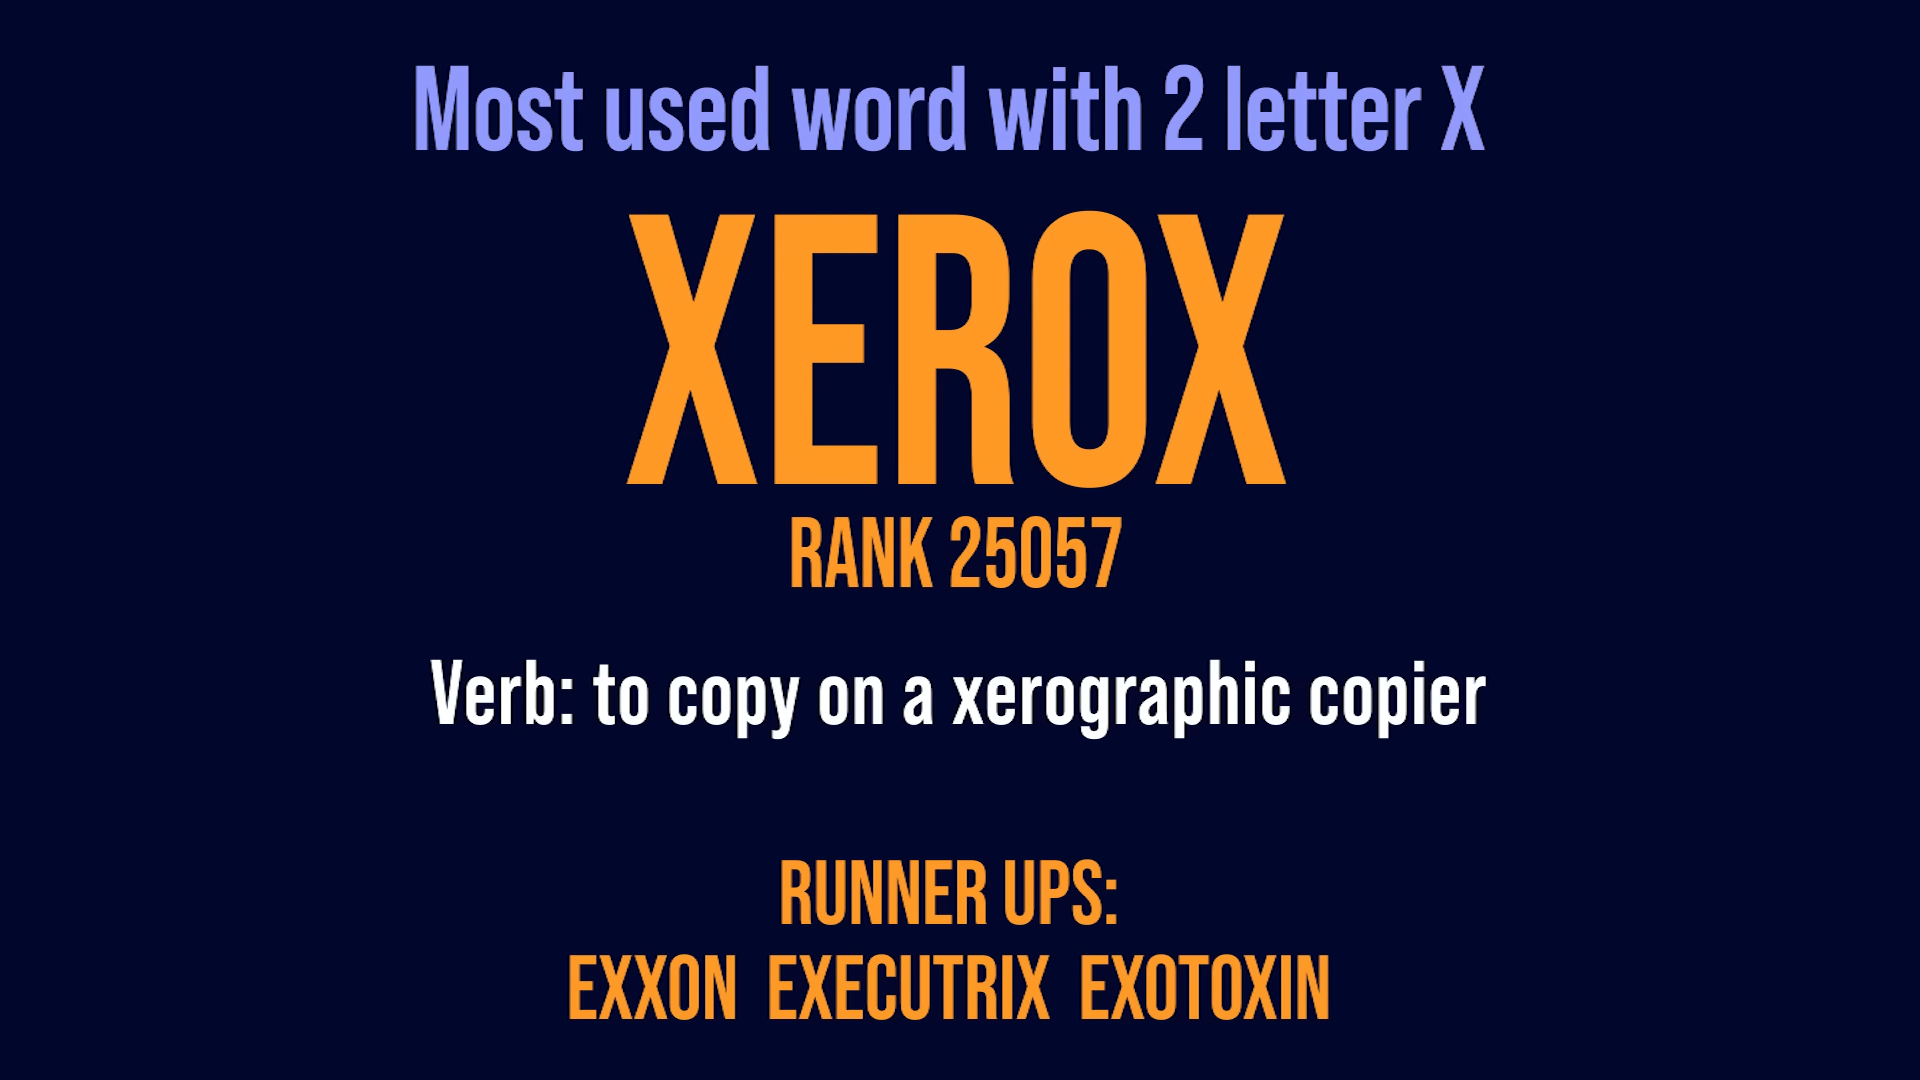 Most used word with 2 letter X
XEROX
RANK 25057
Verb: to copy on a xerographic copier
RUNNER UPS:
EXXON EXECUTRIX EXOTOXIN